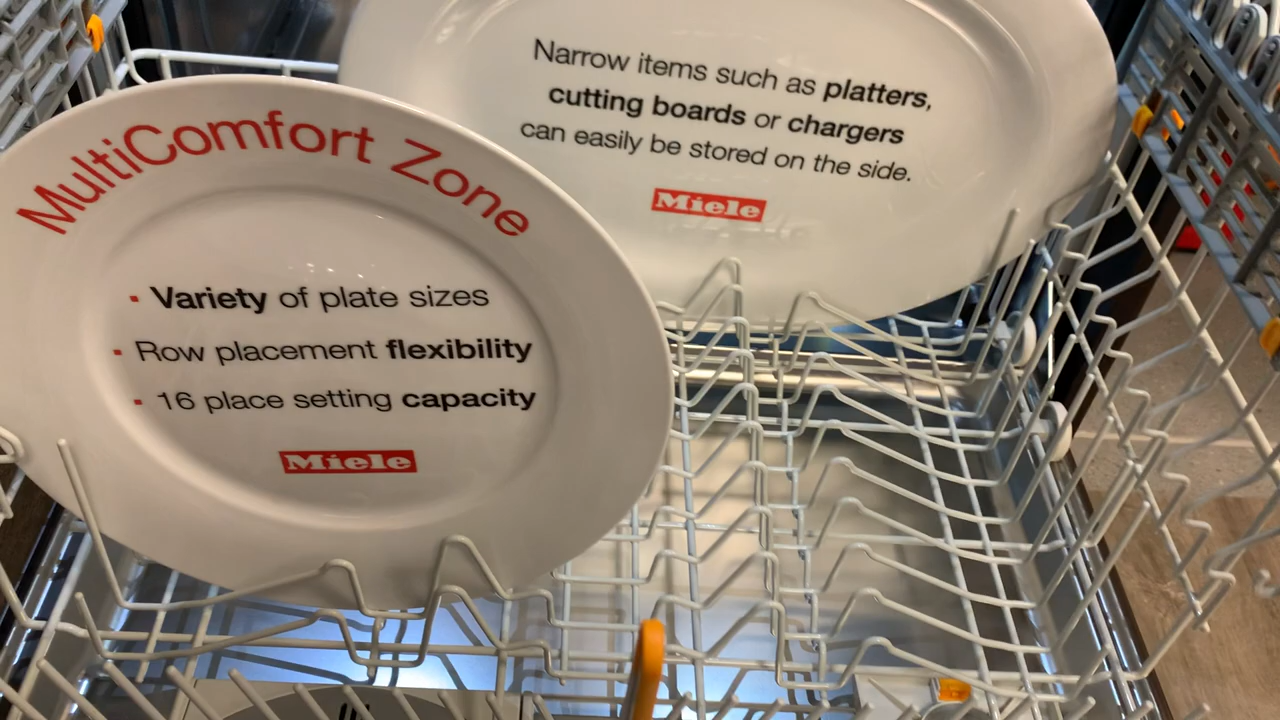 MultiComfort Zone
▪ Variety of plate sizes
▪ Row placement flexibility
▪ 16 place setting capacity
Miele
Narrow items such as platters,
cutting boards or chargers
can easily be stored on the side.
Miele